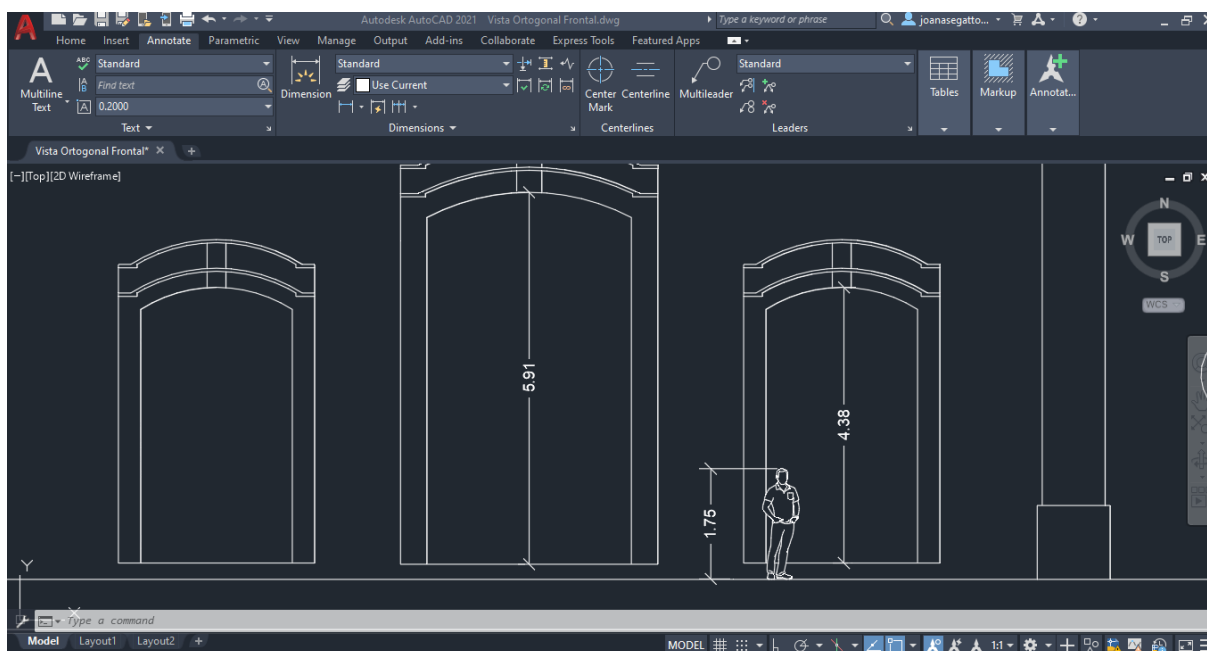 Autodesk AutoCAD 2021 Vista Ortogonal Frontal.dwg
Type a keyword or phrase
joanasegatto...
Home Insert Annotate Parametric View Manage Output Add-ins Collaborate Express Tools Featured Apps
A
Multiline Text
ABC
Standard
Find text
0.2000
Text
Dimension
Standard
Use Current
Dimensions
Center Mark
Centerline
Centerlines
Multileader
Standard
Leaders
Tables
Markup
Annotat...
Vista Ortogonal Frontal*
[−][Top][2D Wireframe]
N
W TOP E
S
WCS
5.91
4.38
1.75
Y
X
Type a command
Model Layout1 Layout2 +
MODEL
1:1